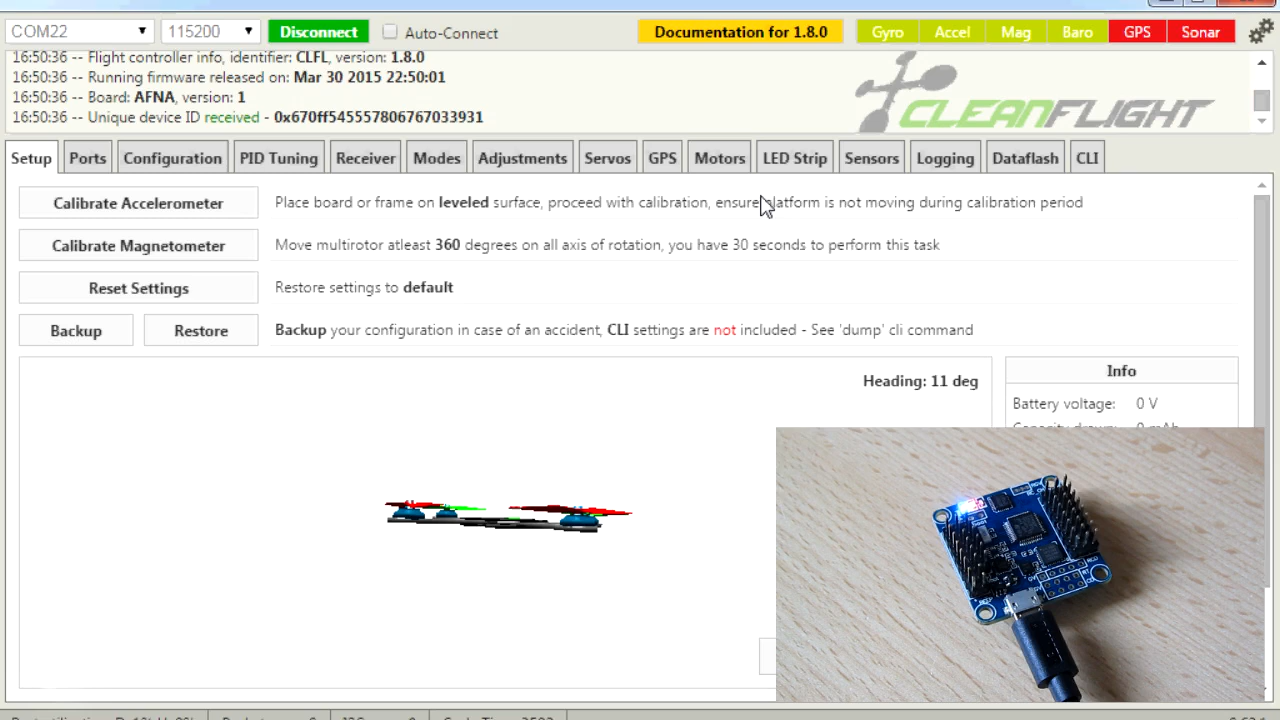 COM22 115200 Disconnect Auto-Connect Documentation for 1.8.0 Gyro Accel Mag Baro GPS Sonar
16:50:36 -- Flight controller info, identifier: CLFL, version: 1.8.0
16:50:36 -- Running firmware released on: Mar 30 2015 22:50:01
16:50:36 -- Board: AFNA, version: 1
16:50:36 -- Unique device ID received - 0x670ff545557806767033931
CLEANFLIGHT
Setup Ports Configuration PID Tuning Receiver Modes Adjustments Servos GPS Motors LED Strip Sensors Logging Dataflash CLI
Calibrate Accelerometer Place board or frame on leveled surface, proceed with calibration, ensure platform is not moving during calibration period
Calibrate Magnetometer Move multirotor atleast 360 degrees on all axis of rotation, you have 30 seconds to perform this task
Reset Settings Restore settings to default
Backup Restore Backup your configuration in case of an accident, CLI settings are not included - See 'dump' cli command
Heading: 11 deg
Info
Battery voltage: 0 V